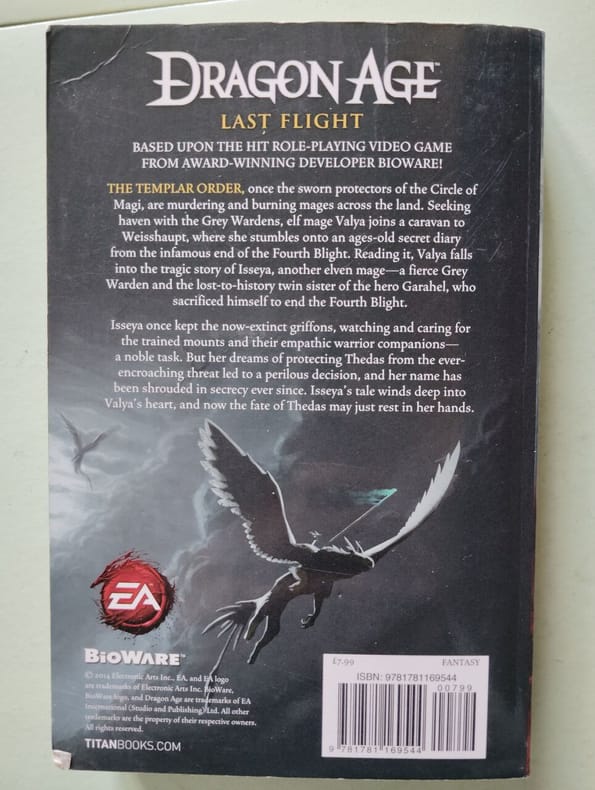 DRAGON AGE™
LAST FLIGHT
BASED UPON THE HIT ROLE-PLAYING VIDEO GAME
FROM AWARD-WINNING DEVELOPER BIOWARE!
THE TEMPLAR ORDER, once the sworn protectors of the Circle of
Magi, are murdering and burning mages across the land. Seeking
haven with the Grey Wardens, elf mage Valya joins a caravan to
Weisshaupt, where she stumbles onto an ages-old secret diary
from the infamous end of the Fourth Blight. Reading it, Valya falls
into the tragic story of Isseya, another elven mage—a fierce Grey
Warden and the lost-to-history twin sister of the hero Garahel, who
sacrificed himself to end the Fourth Blight.
Isseya once kept the now-extinct griffons, watching and caring for
the trained mounts and their empathic warrior companions—
a noble task. But her dreams of protecting Thedas from the ever-
encroaching threat led to a perilous decision, and her name has
been shrouded in secrecy ever since. Isseya's tale winds deep into
Valya's heart, and now the fate of Thedas may just rest in her hands.
EA
BIOWARE™
© 2014 Electronic Arts Inc., EA, and EA logo
are trademarks of Electronic Arts Inc. BioWare,
BioWare logo, and Dragon Age are trademarks of EA
International (Studio and Publishing) Ltd. All other
trademarks are the property of their respective owners.
All rights reserved.
TITANBOOKS.COM
£7.99 FANTASY
ISBN: 9781781169544
00799
9 781781 169544